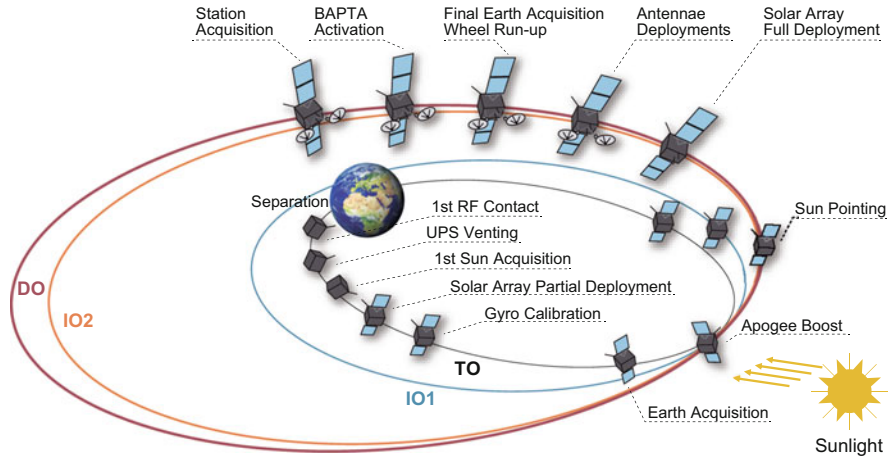 Station
Acquisition
BAPTA
Activation
Final Earth Acquisition
Wheel Run-up
Antennae
Deployments
Solar Array
Full Deployment
Separation
1st RF Contact
Sun Pointing
UPS Venting
1st Sun Acquisition
DO
Solar Array Partial Deployment
IO2
Gyro Calibration
Apogee Boost
TO
IO1
Earth Acquisition
Sunlight